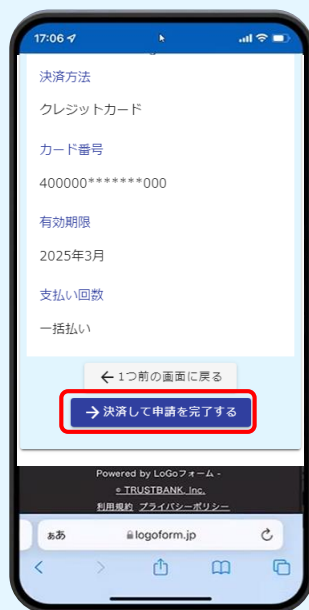 17:06
決済方法
クレジットカード
カード番号
400000*******000
有効期限
2025年3月
支払い回数
一括払い
← 1つ前の画面に戻る
→ 決済して申請を完了する
Powered by LoGoフォーム -
© TRUSTBANK, Inc.
利用規約 プライバシーポリシー
ぁあ logoform.jp